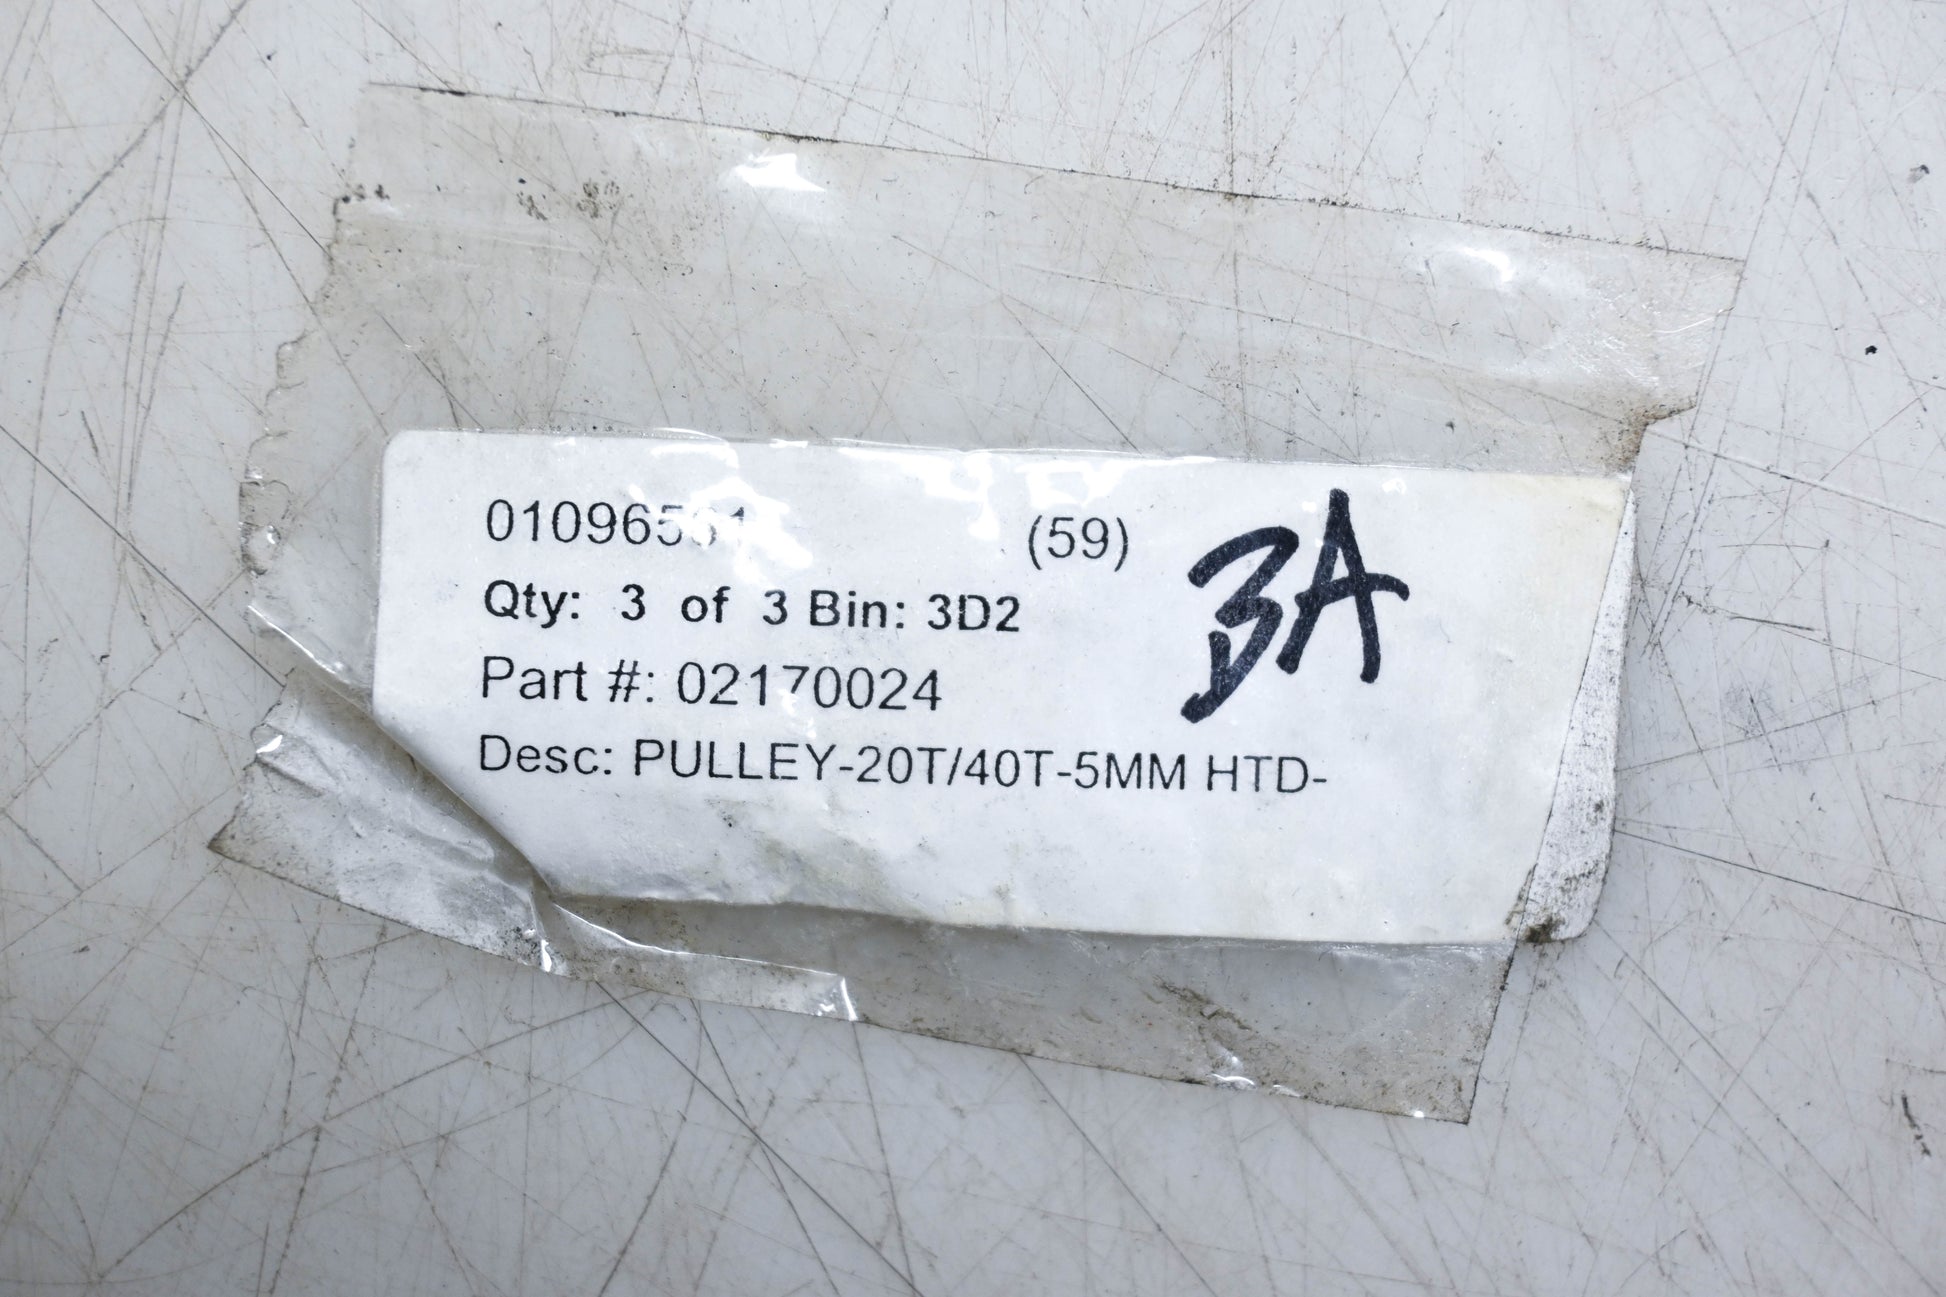 (59)
Qty: 3 of 3 Bin: 3D2
3A
Part #: 02170024
Desc: PULLEY-20T/40T-5MM HTD-